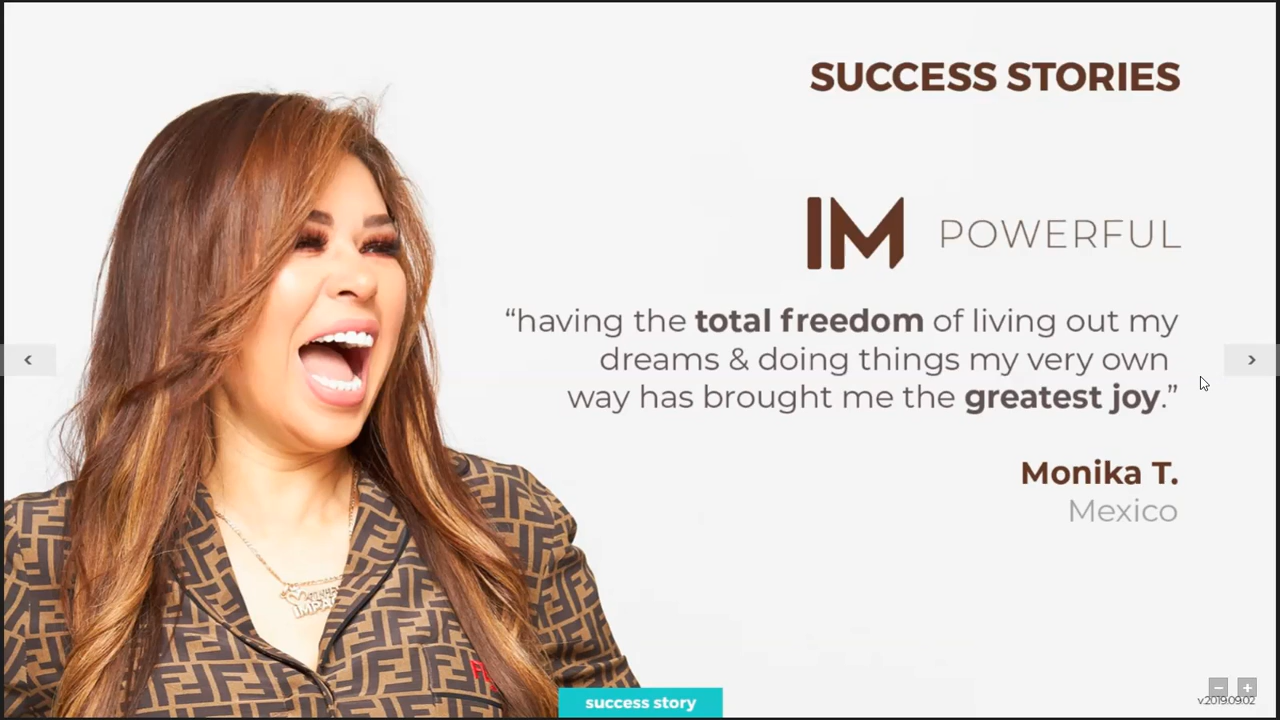 SUCCESS STORIES
IM POWERFUL
“having the total freedom of living out my
dreams & doing things my very own
way has brought me the greatest joy.”
Monika T.
Mexico
success story
v.2019.09.02